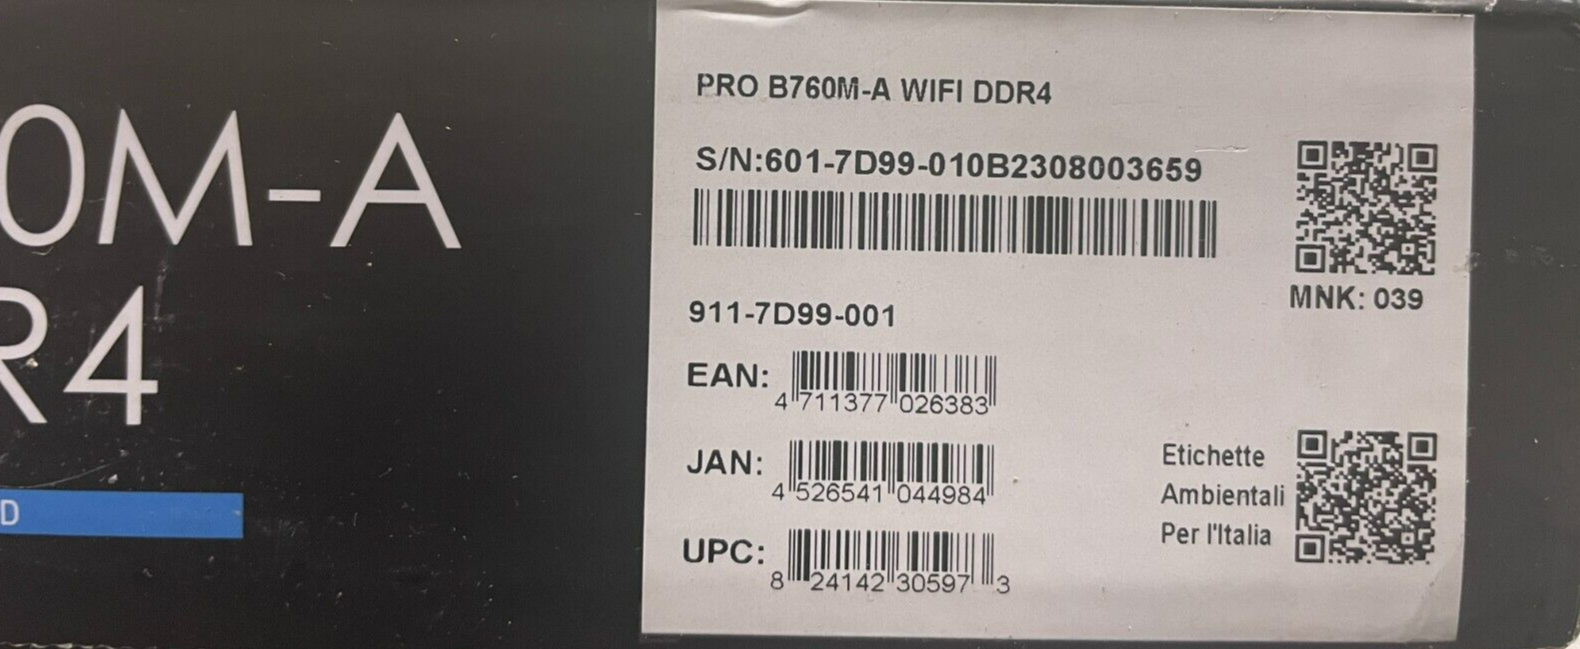 0M-A
R4
D
PRO B760M-A WIFI DDR4
S/N:601-7D99-010B2308003659
MNK: 039
911-7D99-001
EAN:
4 711377 026383
JAN:
4 526541 044984
UPC:
8 24142 30597 3
Etichette
Ambientali
Per l'Italia